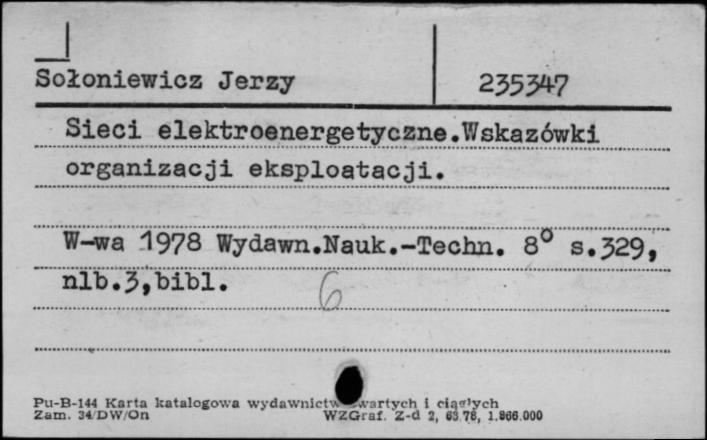 Sołoniewicz Jerzy 235347
Sieci elektroenergetyczne.Wskazówki
organizacji eksploatacji.
W-wa 1978 Wydawn.Nauk.-Techn. 8° s.329,
nlb.3,bibl.
6
Pu-B-144 Karta katalogowa wydawnictw zwartych i ciągłych
Zam. 34/DW/On WZGraf. Z-d 2, 63.78, 1.866.000